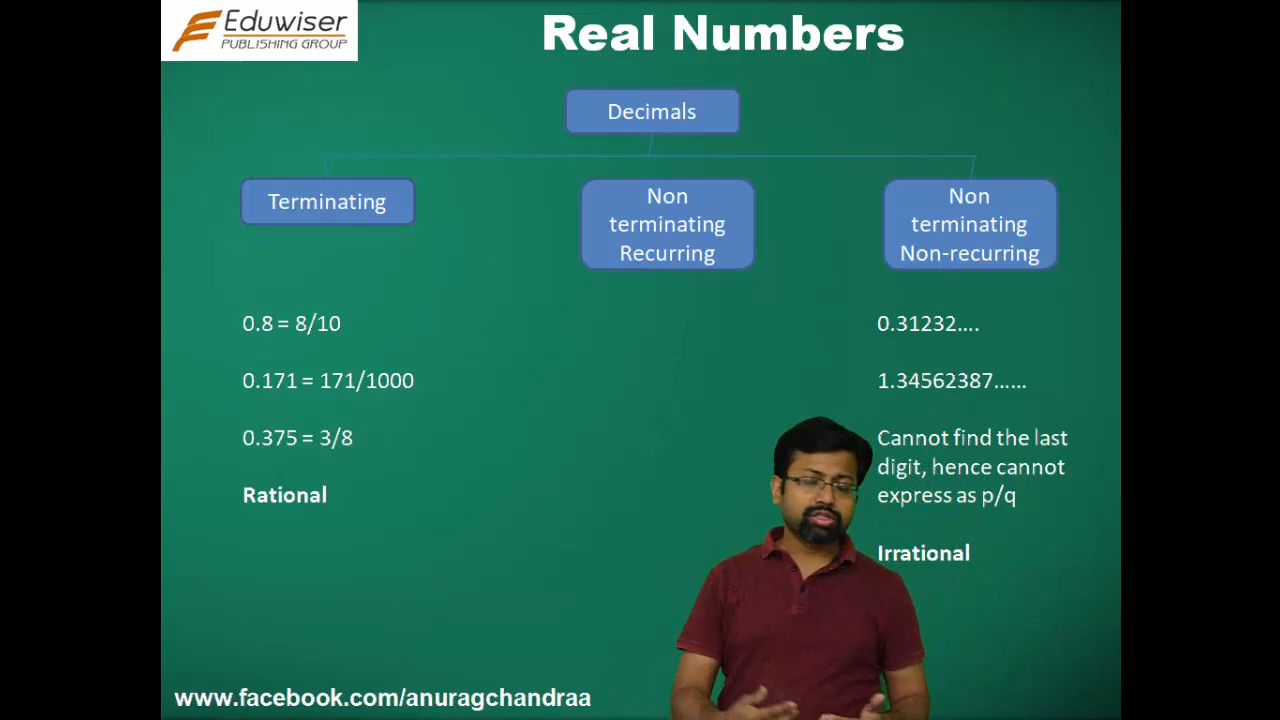 Eduwiser
PUBLISHING GROUP
Real Numbers
Decimals
Terminating
Non
terminating
Recurring
Non
terminating
Non-recurring
0.8 = 8/10
0.171 = 171/1000
0.375 = 3/8
Rational
0.31232....
1.34562387......
Cannot find the last
digit, hence cannot
express as p/q
Irrational
www.facebook.com/anuragchandraa